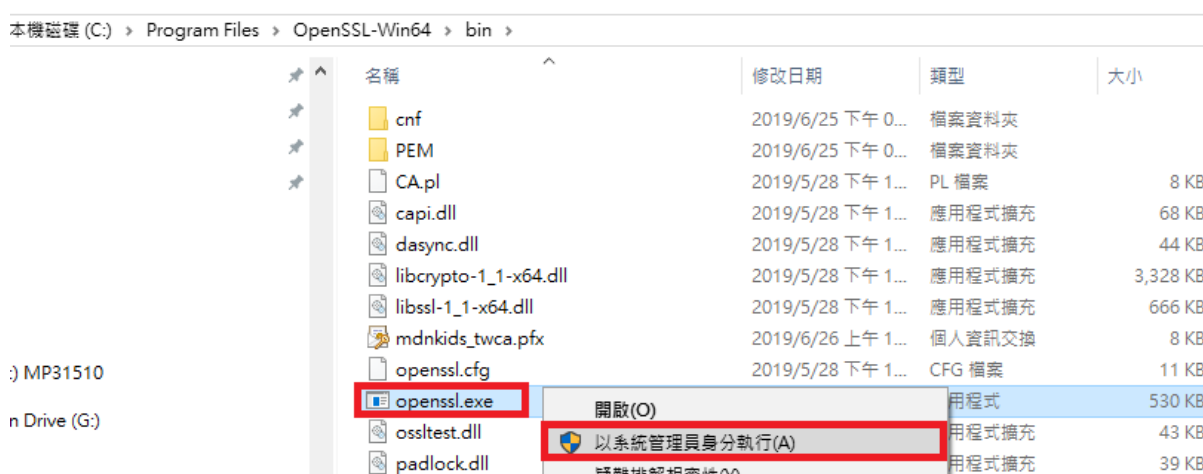 本機磁碟 (C:) › Program Files › OpenSSL-Win64 › bin ›
名稱 修改日期 類型 大小
cnf 2019/6/25 下午 0... 檔案資料夾
PEM 2019/6/25 下午 0... 檔案資料夾
CA.pl 2019/5/28 下午 1... PL 檔案 8 KB
capi.dll 2019/5/28 下午 1... 應用程式擴充 68 KB
dasync.dll 2019/5/28 下午 1... 應用程式擴充 44 KB
libcrypto-1_1-x64.dll 2019/5/28 下午 1... 應用程式擴充 3,328 KB
libssl-1_1-x64.dll 2019/5/28 下午 1... 應用程式擴充 666 KB
mdnkids_twca.pfx 2019/6/26 上午 1... 個人資訊交換 8 KB
:) MP31510
openssl.cfg 2019/5/28 下午 1... CFG 檔案 11 KB
openssl.exe 用程式 530 KB
開啟(O)
n Drive (G:)
ossltest.dll 用程式擴充 43 KB
以系統管理員身分執行(A)
padlock.dll 用程式擴充 39 KB